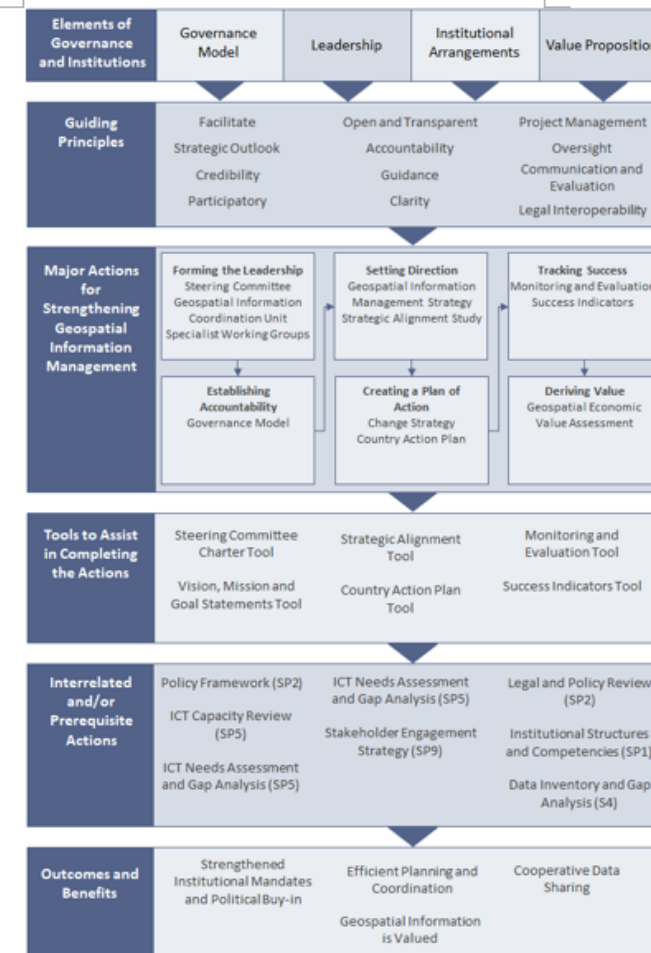 Elements of
Governance
and Institutions
Governance
Model
Leadership
Institutional
Arrangements
Value Propositio
Guiding
Principles
Facilitate
Strategic Outlook
Credibility
Participatory
Open and Transparent
Accountability
Guidance
Clarity
Project Management
Oversight
Communication and
Evaluation
Legal Interoperability
Major Actions
for
Strengthening
Geospatial
Information
Management
Forming the Leadership
Steering Committee
Geospatial Information
Coordination Unit
Specialist Working Groups
Establishing
Accountability
Governance Model
Setting Direction
Geospatial Information
Management Strategy
Strategic Alignment Study
Creating a Plan of
Action
Change Strategy
Country Action Plan
Tracking Success
Monitoring and Evaluation
Success Indicators
Deriving Value
Geospatial Economic
Value Assessment
Tools to Assist
in Completing
the Actions
Steering Committee
Charter Tool
Vision, Mission and
Goal Statements Tool
Strategic Alignment
Tool
Country Action Plan
Tool
Monitoring and
Evaluation Tool
Success Indicators Tool
Interrelated
and/or
Prerequisite
Actions
Policy Framework (SP2)
ICT Capacity Review
(SP5)
ICT Needs Assessment
and Gap Analysis (SP5)
ICT Needs Assessment
and Gap Analysis (SP5)
Stakeholder Engagement
Strategy (SP9)
Legal and Policy Review
(SP2)
Institutional Structures
and Competencies (SP1)
Data Inventory and Gap
Analysis (S4)
Outcomes and
Benefits
Strengthened
Institutional Mandates
and Political Buy-in
Efficient Planning and
Coordination
Geospatial Information
is Valued
Cooperative Data
Sharing